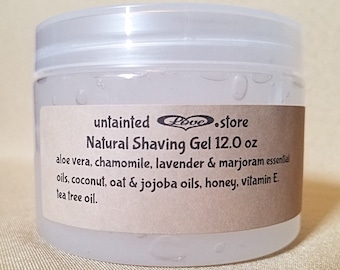 untainted Love.store
Natural Shaving Gel 12.0 oz
aloe vera, chamomile, lavender & marjoram essential
oils, coconut, oat & jojoba oils, honey, vitamin E.
tea tree oil.